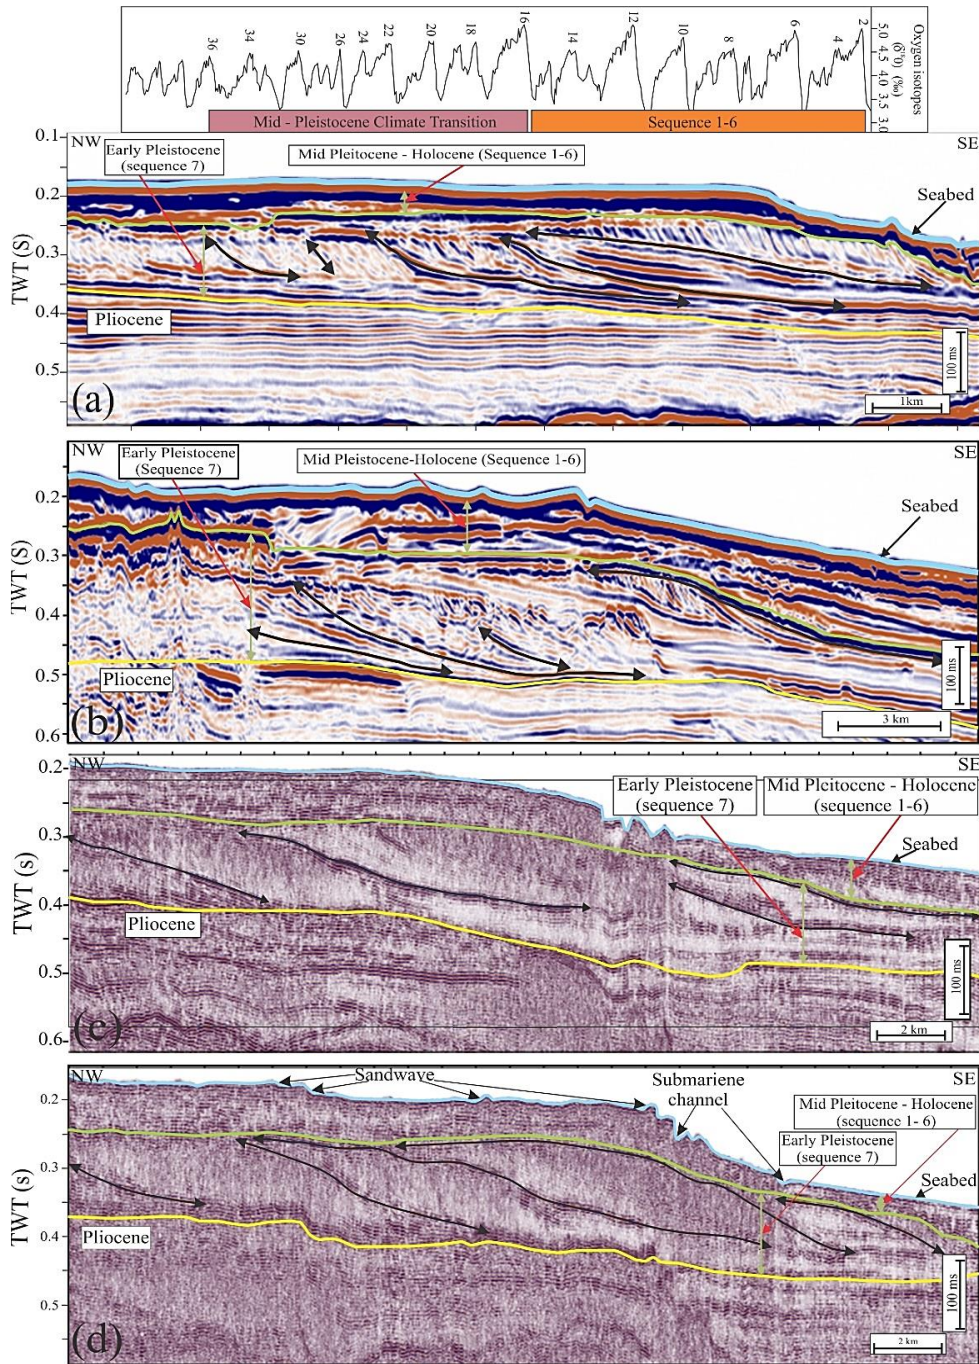 36
34
30
26
24
22
20
18
16
14
12
8
6
4
2
5.0
4.5
4.0
3.5
3.0
Oxygen isotopes
(δ¹⁸0) (‰)
Mid - Pleistocene Climate Transition
Sequence 1-6
0.1
NW
SE
Early Pleistocene
(sequence 7)
Mid Pleitocene - Holocene (Sequence 1-6)
0.2
Seabed
0.3
TWT (S)
0.4
Pliocene
0.5
100 ms
1km
(a)
NW
SE
Early Pleistocene
(Sequence 7)
Mid Pleistocene-Holocene (Sequence 1-6)
0.2
Seabed
0.3
TWT (S)
0.4
0.5
Pliocene
100 ms
3 km
0.6
(b)
0.2
NW
SE
Early Pleistocene
(sequence 7)
Mid Pleitocene - Holocene
(sequence 1-6)
0.3
Seabed
TWT (s)
0.4
Pliocene
0.5
100 ms
2 km
0.6
(c)
NW
SE
Sandwave
Submariene
channel
Mid Pleitocene - Holocene
(sequence 1- 6)
0.2
Early Pleistocene
(sequence 7)
0.3
Seabed
TWT (s)
0.4
Pliocene
0.5
100 ms
2 km
(d)